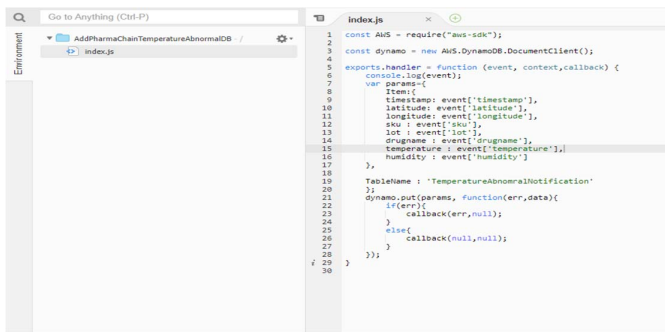 Go to Anything (Ctrl-P)
index.js
Environment
AddPharmaChainTemperatureAbnormalDB - /
index.js
1 const AWS = require("aws-sdk");
2
3 const dynamo = new AWS.DynamoDB.DocumentClient();
4
5 exports.handler = function (event, context,callback) {
6 console.log(event);
7 var params={
8 Item:{
9 timestamp: event['timestamp'],
10 latitude: event['latitude'],
11 longitude: event['longitude'],
12 sku : event['sku'],
13 lot : event['lot'],
14 drugname : event['drugname'],
15 temperature : event['temperature'],
16 humidity : event['humidity']
17 },
18
19 TableName : 'TemperatureAbnomralNotification'
20 };
21 dynamo.put(params, function(err,data){
22 if(err){
23 callback(err,null);
24 }
25 else{
26 callback(null,null);
27 }
28 });
i 29 }
30